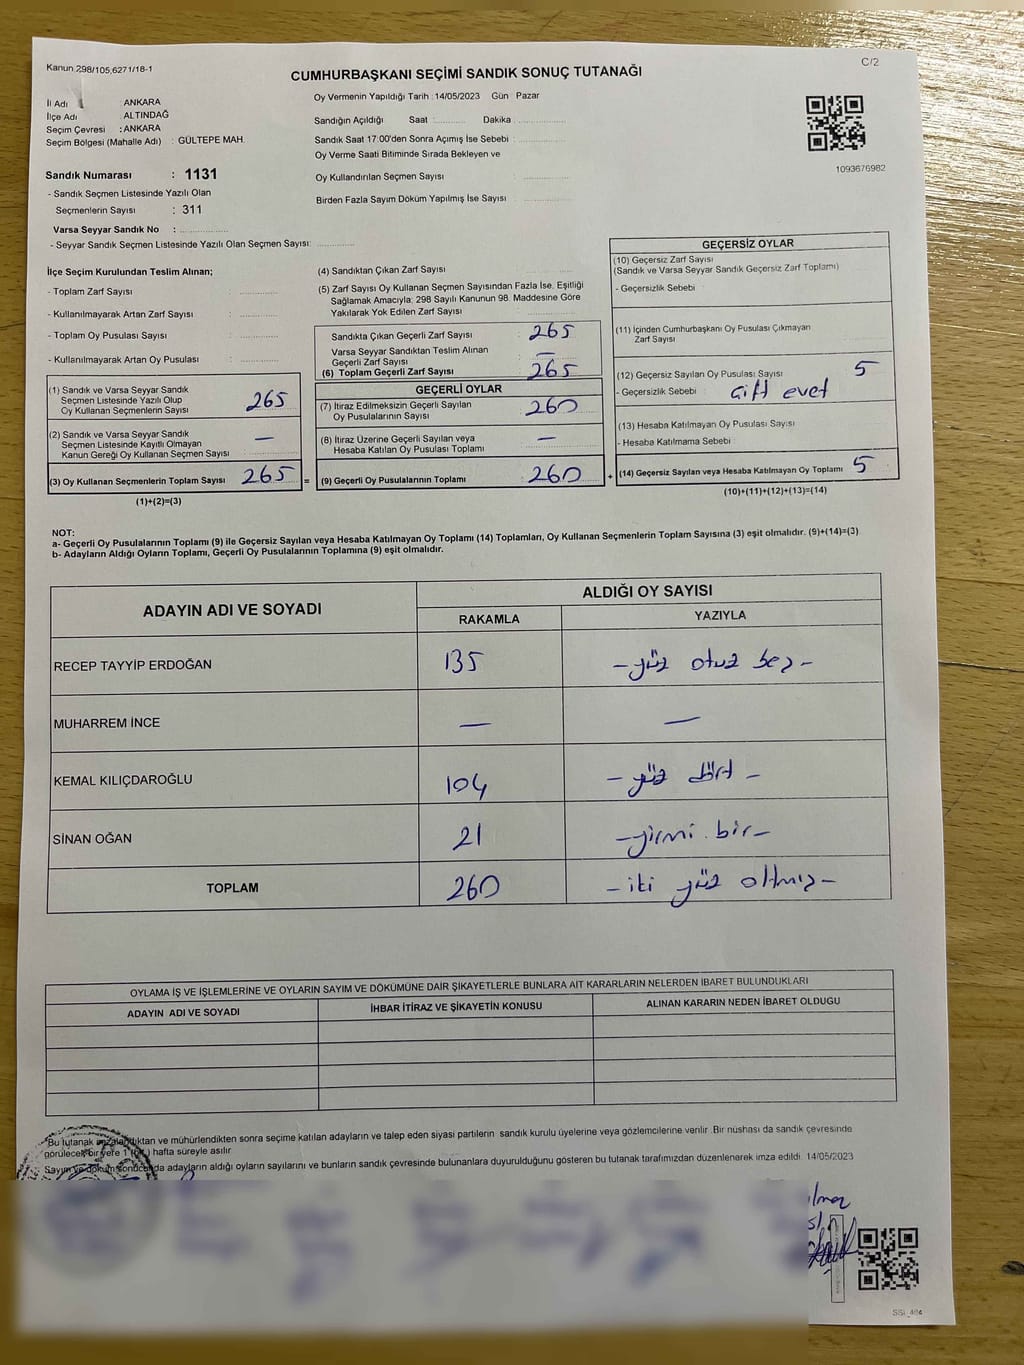 Kanun 298/105,6271/18-1
C/2
CUMHURBAŞKANI SEÇİMİ SANDIK SONUÇ TUTANAĞI
İl Adı : ANKARA
İlçe Adı : ALTINDAĞ
Seçim Çevresi : ANKARA
Seçim Bölgesi (Mahalle Adı) : GÜLTEPE MAH.
Sandık Numarası : 1131
- Sandık Seçmen Listesinde Yazılı Olan
Seçmenlerin Sayısı : 311
Varsa Seyyar Sandık No :
- Seyyar Sandık Seçmen Listesinde Yazılı Olan Seçmen Sayısı:
Oy Vermenin Yapıldığı Tarih : 14/05/2023 Gün : Pazar
Sandığın Açıldığı Saat : Dakika :
Sandık Saat 17:00'den Sonra Açımış İse Sebebi :
Oy Verme Saati Bitiminde Sırada Bekleyen ve
Oy Kullandırılan Seçmen Sayısı :
Birden Fazla Sayım Döküm Yapılmış İse Sayısı :
1093676982
İlçe Seçim Kurulundan Teslim Alınan;
- Toplam Zarf Sayısı :
- Kullanılmayarak Artan Zarf Sayısı :
- Toplam Oy Pusulası Sayısı :
- Kullanılmayarak Artan Oy Pusulası :
(1) Sandık ve Varsa Seyyar Sandık
Seçmen Listesinde Yazılı Olup
Oy Kullanan Seçmenlerin Sayısı 265
(2) Sandık ve Varsa Seyyar Sandık
Seçmen Listesinde Kayıtlı Olmayan
Kanun Gereği Oy Kullanan Seçmen Sayısı —
(3) Oy Kullanan Seçmenlerin Toplam Sayısı 265 =
(1)+(2)=(3)
(4) Sandıktan Çıkan Zarf Sayısı
(5) Zarf Sayısı Oy Kullanan Seçmen Sayısından Fazla İse, Eşitliği
Sağlamak Amacıyla; 298 Sayılı Kanunun 98. Maddesine Göre
Yakılarak Yok Edilen Zarf Sayısı
Sandıkta Çıkan Geçerli Zarf Sayısı 265
Varsa Seyyar Sandıktan Teslim Alınan
Geçerli Zarf Sayısı —
(6) Toplam Geçerli Zarf Sayısı 265
GEÇERLİ OYLAR
(7) İtiraz Edilmeksizin Geçerli Sayılan
Oy Pusulalarının Sayısı 260
(8) İtiraz Üzerine Geçerli Sayılan veya
Hesaba Katılan Oy Pusulası Toplamı —
(9) Geçerli Oy Pusulalarının Toplamı 260 +
GEÇERSİZ OYLAR
(10) Geçersiz Zarf Sayısı
(Sandık ve Varsa Seyyar Sandık Geçersiz Zarf Toplamı)
- Geçersizlik Sebebi
(11) İçinden Cumhurbaşkanı Oy Pusulası Çıkmayan
Zarf Sayısı
(12) Geçersiz Sayılan Oy Pusulası Sayısı 5
- Geçersizlik Sebebi Çift evet
(13) Hesaba Katılmayan Oy Pusulası Sayısı
- Hesaba Katılmama Sebebi
(14) Geçersiz Sayılan veya Hesaba Katılmayan Oy Toplamı 5
(10)+(11)+(12)+(13)=(14)
NOT:
a- Geçerli Oy Pusulalarının Toplamı (9) ile Geçersiz Sayılan veya Hesaba Katılmayan Oy Toplamı (14) Toplamları, Oy Kullanan Seçmenlerin Toplam Sayısına (3) eşit olmalıdır. (9)+(14)=(3)
b- Adayların Aldığı Oyların Toplamı, Geçerli Oy Pusulalarının Toplamına (9) eşit olmalıdır.
ADAYIN ADI VE SOYADI
ALDIĞI OY SAYISI
RAKAMLA YAZIYLA
RECEP TAYYİP ERDOĞAN 135 -yüz otuz beş-
MUHARREM İNCE — —
KEMAL KILIÇDAROĞLU 104 -yüz dört-
SİNAN OĞAN 21 -yirmi bir-
TOPLAM 260 -iki yüz altmış-
OYLAMA İŞ VE İŞLEMLERİNE VE OYLARIN SAYIM VE DÖKÜMÜNE DAİR ŞİKAYETLERLE BUNLARA AİT KARARLARIN NELERDEN İBARET BULUNDUKLARI
ADAYIN ADI VE SOYADI İHBAR İTİRAZ VE ŞİKAYETİN KONUSU ALINAN KARARIN NEDEN İBARET OLDUGU
Bu tutanak imzalandıktan ve mühürlendikten sonra seçime katılan adayların ve talep eden siyasi partilerin sandık kurulu üyelerine veya gözlemcilerine verilir. Bir nüshası da sandık çevresinde
görülecek bir yere 1 (bir) hafta süreyle asılır.
Sayım ve döküm sonucunda adayların aldığı oyların sayılarını ve bunların sandık çevresinde bulunanlara duyurulduğunu gösteren bu tutanak tarafımızdan düzenlenerek imza edildi. 14/05/2023